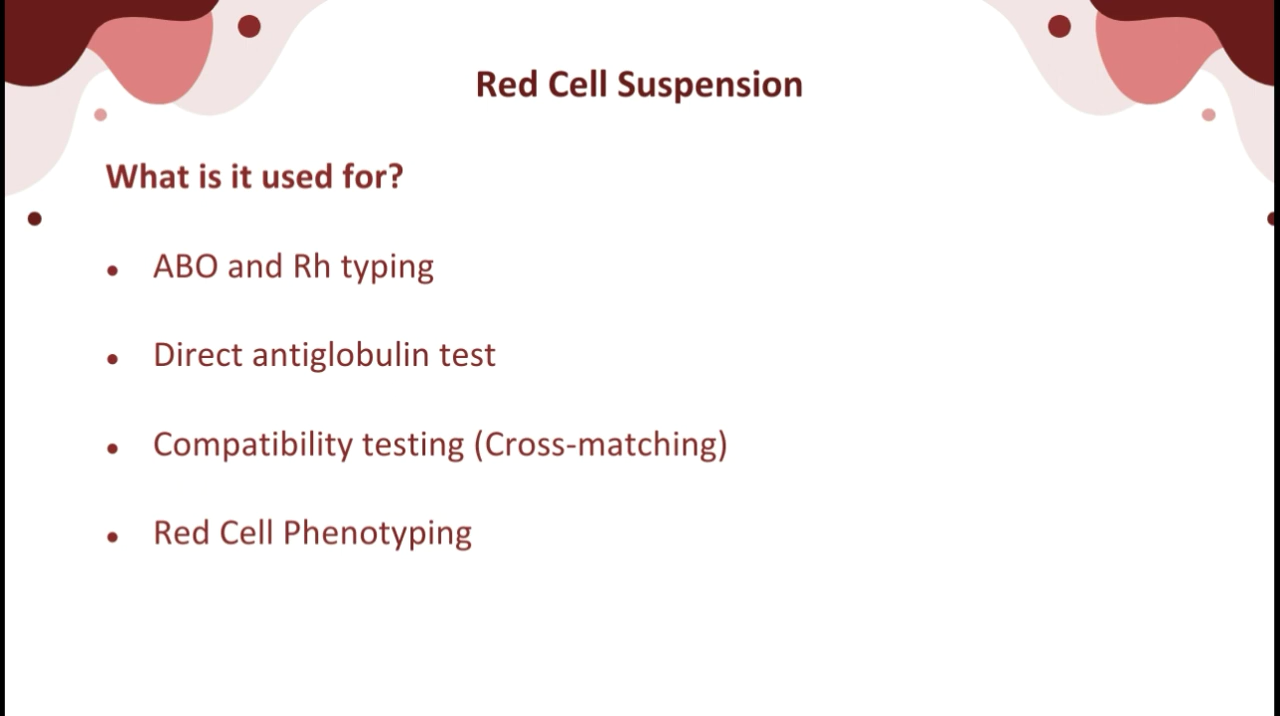 Red Cell Suspension
What is it used for?
• ABO and Rh typing
• Direct antiglobulin test
• Compatibility testing (Cross-matching)
• Red Cell Phenotyping